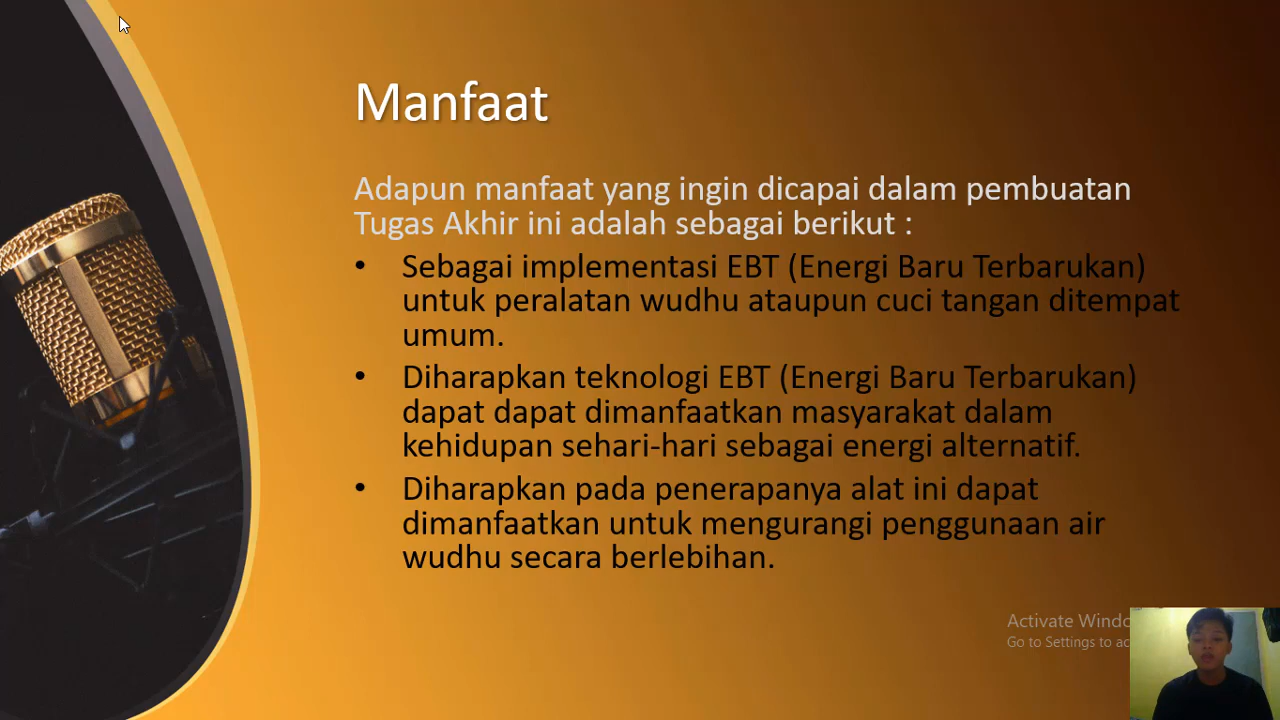 Manfaat
Adapun manfaat yang ingin dicapai dalam pembuatan
Tugas Akhir ini adalah sebagai berikut :
• Sebagai implementasi EBT (Energi Baru Terbarukan)
untuk peralatan wudhu ataupun cuci tangan ditempat
umum.
• Diharapkan teknologi EBT (Energi Baru Terbarukan)
dapat dapat dimanfaatkan masyarakat dalam
kehidupan sehari-hari sebagai energi alternatif.
• Diharapkan pada penerapanya alat ini dapat
dimanfaatkan untuk mengurangi penggunaan air
wudhu secara berlebihan.
Activate
Go to Settings to